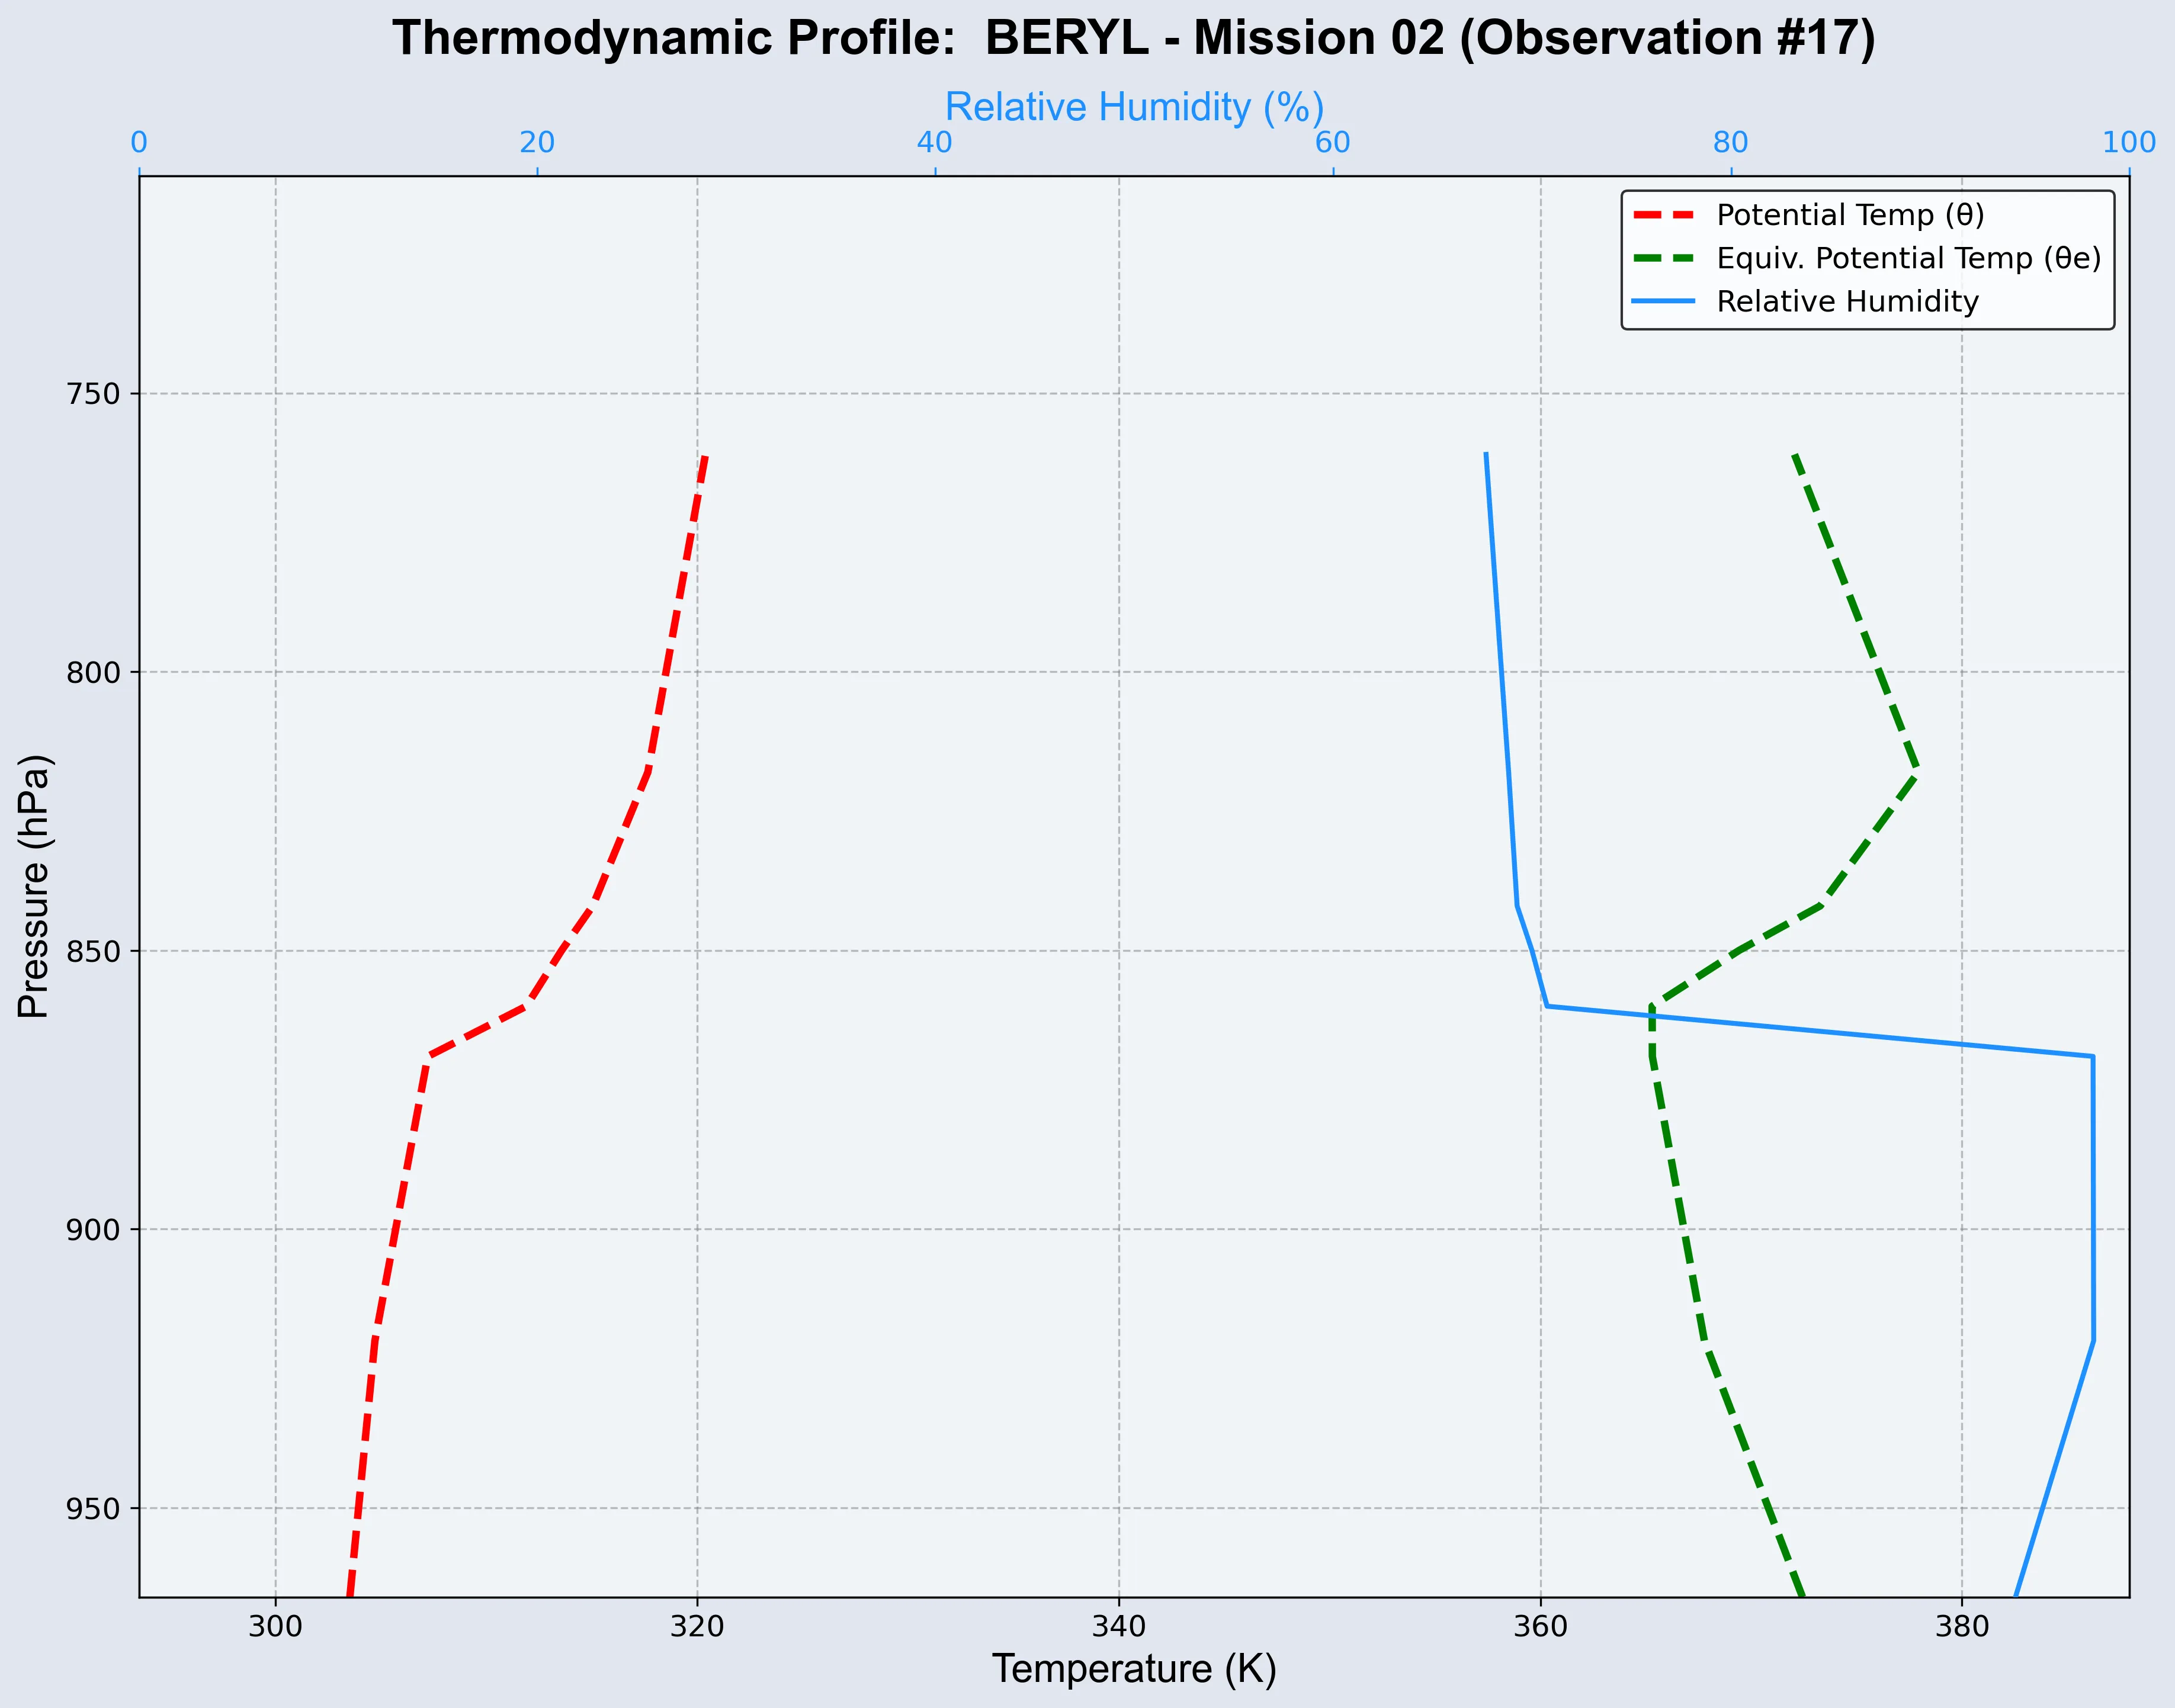 Thermodynamic Profile:  BERYL - Mission 02 (Observation #17)
Relative Humidity (%)
0 20 40 60 80 100
Potential Temp (θ)
Equiv. Potential Temp (θe)
Relative Humidity
Pressure (hPa)
750
800
850
900
950
300 320 340 360 380
Temperature (K)